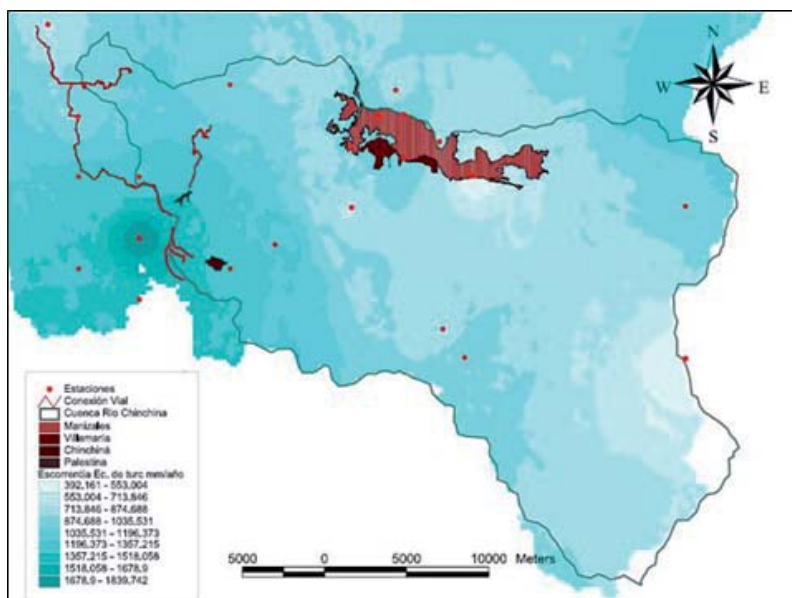 N
W E
S
Estaciones
Conexión Vial
Cuenca Río Chinchina
Manizales
Villamaria
Chinchiná
Palestina
Escorrentia Ec. de turc mm/año
392,161 - 553,004
553,004 - 713,846
713,846 - 874,688
874,688 - 1035,531
1035,531 - 1196,373
1196,373 - 1357,215
1357,215 - 1518,058
1518,058 - 1678,9
1678,9 - 1839,742
5000 0 5000 10000 Meters